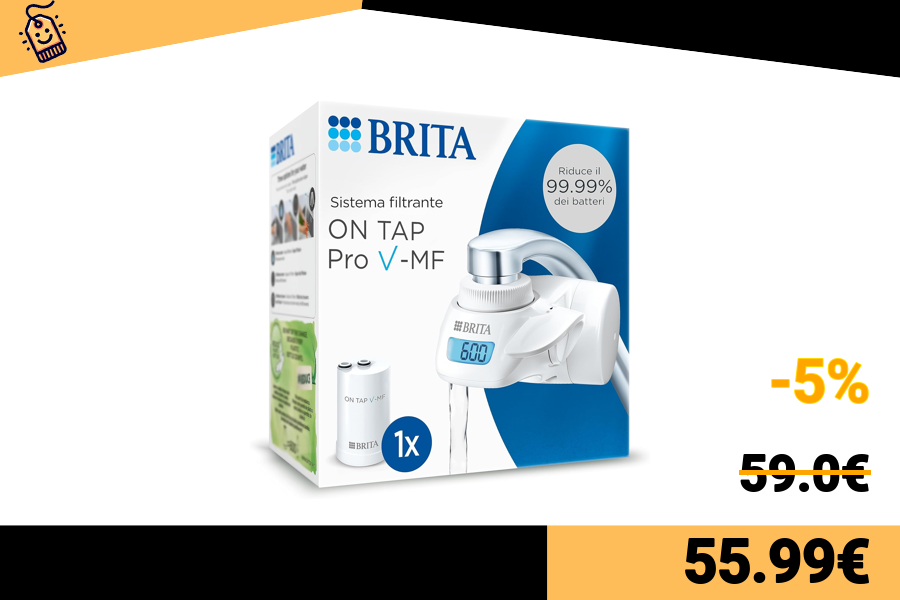 BRITA
BRITA
Sistema filtrante
ON TAP
Pro V-MF
Riduce il
99.99%
dei batteri
BRITA
600
ON TAP V-MF
BRITA
1x
-5%
59.0€
55.99€